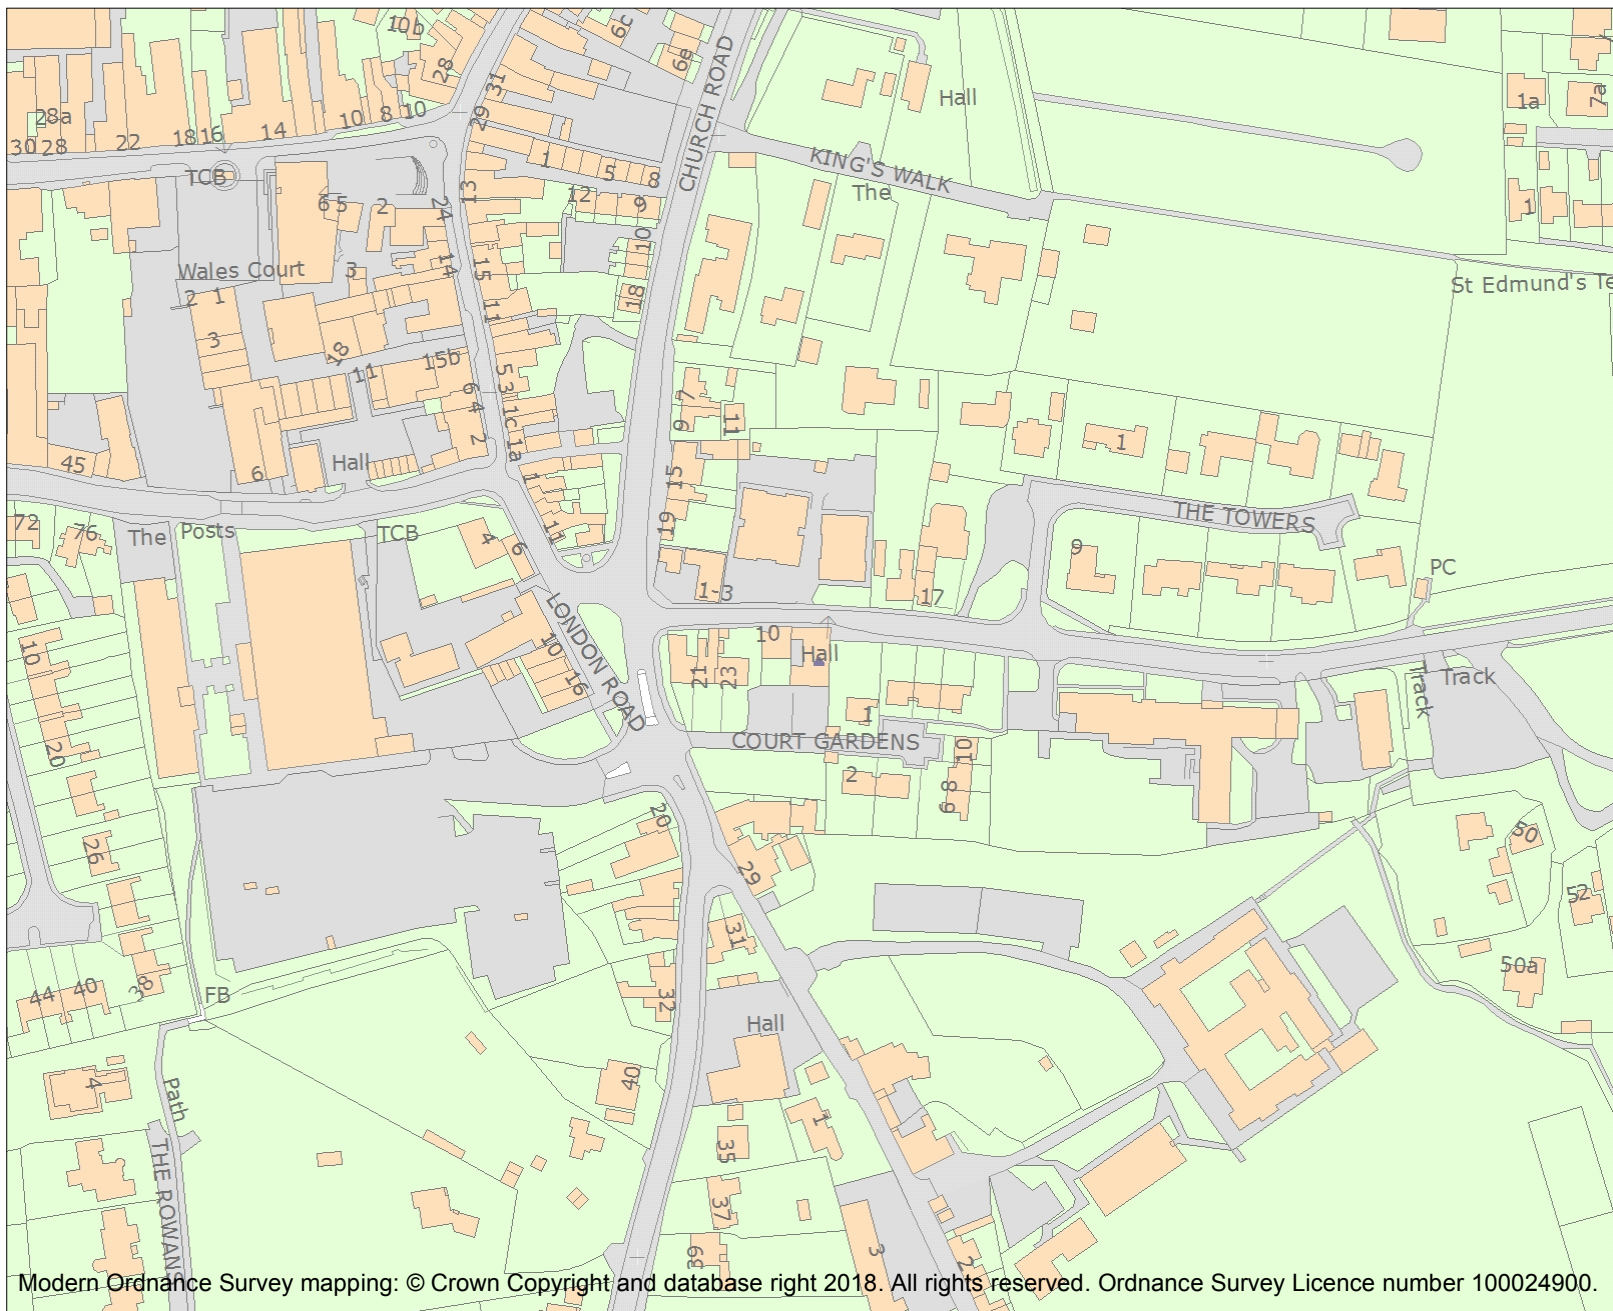 10b
6c
6e
28
31
CHURCH ROAD
Hall
1a
7a
28a
30
28
22
18
16
14
10
8
10
29
1
5
8
KING'S WALK
The
TCB
6
5
2
24
13
12
9
1
10
Wales Court
3
14
15
St Edmund's Te
2
1
18
11
3
18
11
15b
5
3
6
4
1c
7
9
11
2
1a
1
45
6
Hall
1
15
THE TOWERS
72
76
The
Posts
TCB
4
6
11
19
9
PC
1-3
17
LONDON ROAD
10
10
Hall
21
23
16
10
Track
Track
1
COURT GARDENS
10
20
2
8
6
20
50
26
29
52
31
44
40
38
FB
32
50a
Hall
4
Path
40
1
35
THE ROWANS
37
39
3
2
Modern Ordnance Survey mapping: © Crown Copyright and database right 2018. All rights reserved. Ordnance Survey Licence number 100024900.